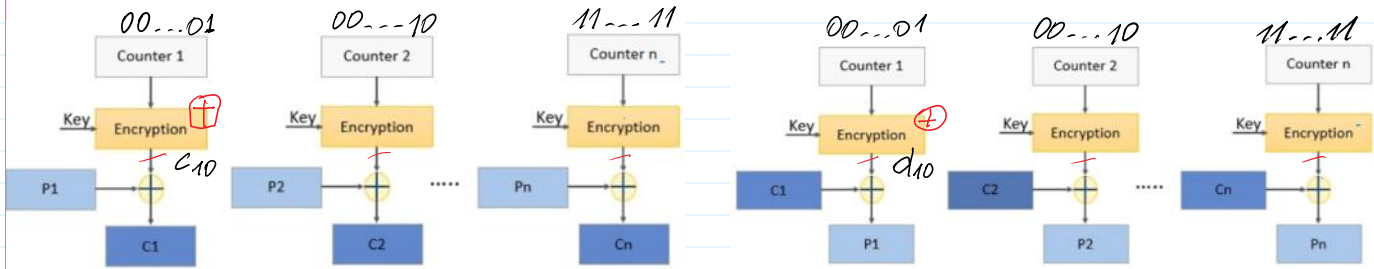 00...01 00...10 11...11 00...01 00...10 11...11
Counter 1 Counter 2 Counter n Counter 1 Counter 2 Counter n
Key Encryption Key Encryption Key Encryption Key Encryption Key Encryption Key Encryption
C10 d10
P1 P2 ..... Pn C1 C2 ..... Cn
C1 C2 Cn P1 P2 Pn